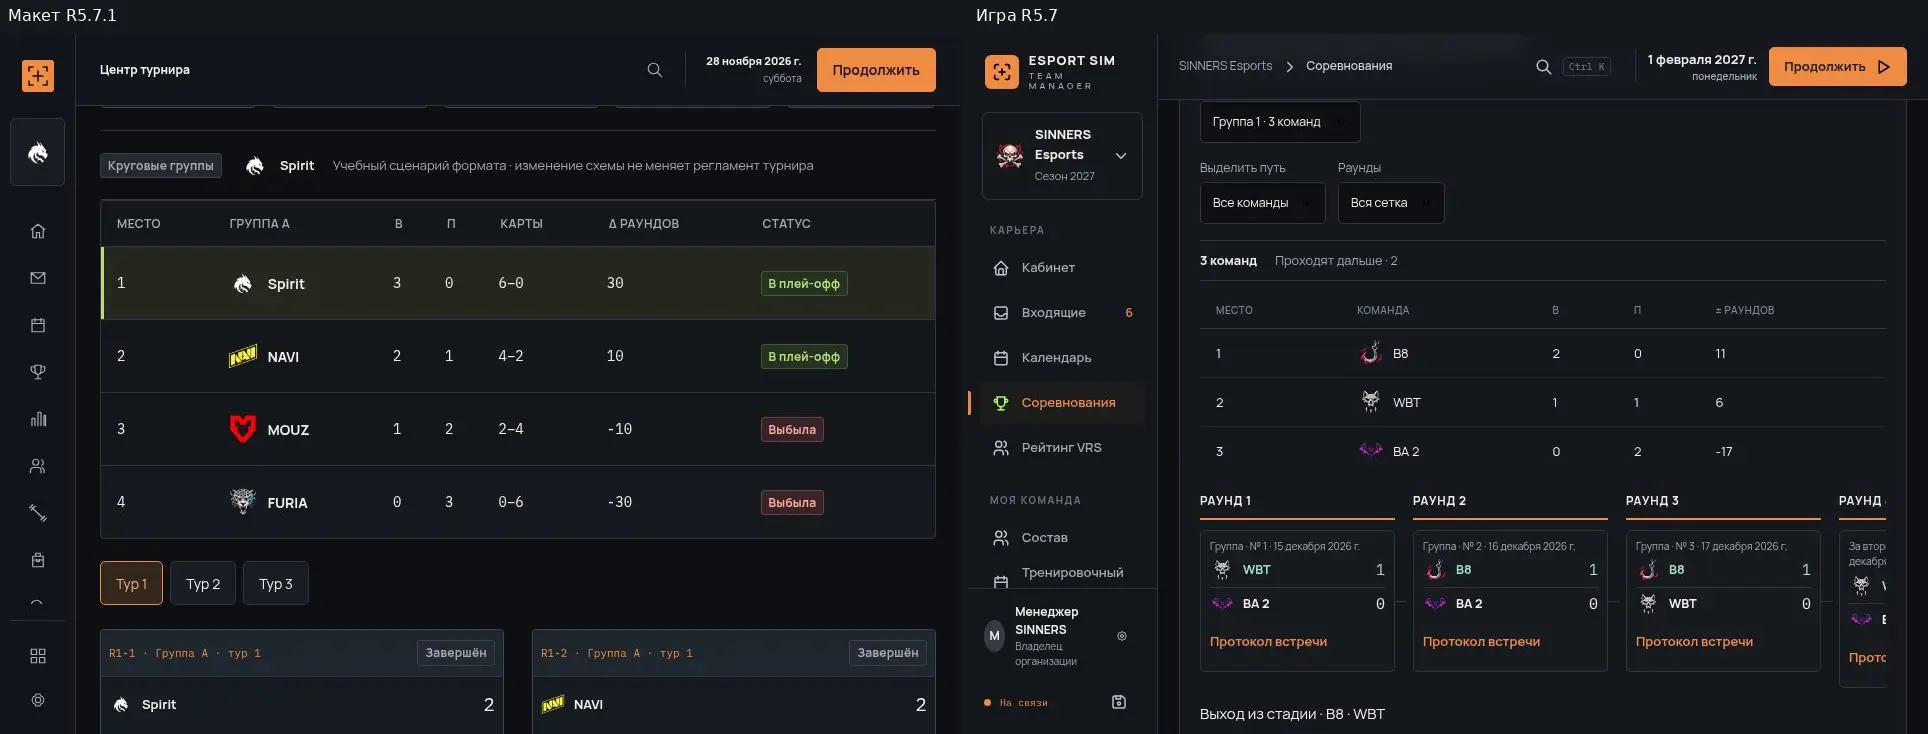 Макет R5.7.1
Центр турнира
28 ноября 2026 г.
суббота
Продолжить
Круговые группы
Spirit
Учебный сценарий формата · изменение схемы не меняет регламент турнира
МЕСТО ГРУППА А В П КАРТЫ Δ РАУНДОВ СТАТУС
1 Spirit 3 0 6–0 30 В плей-офф
2 NAVI 2 1 4–2 10 В плей-офф
3 MOUZ 1 2 2–4 -10 Выбыла
4 FURIA 0 3 0–6 -30 Выбыла
Тур 1 Тур 2 Тур 3
R1-1 · Группа А · тур 1 Завершён
Spirit 2
R1-2 · Группа А · тур 1 Завершён
NAVI 2
Игра R5.7
ESPORT SIM
TEAM
MANAGER
SINNERS
Esports
Сезон 2027
КАРЬЕРА
Кабинет
Входящие 6
Календарь
Соревнования
Рейтинг VRS
МОЯ КОМАНДА
Состав
Тренировочный
Менеджер
SINNERS
Владелец
организации
М
На связи
SINNERS Esports > Соревнования
Ctrl K
1 февраля 2027 г.
понедельник
Продолжить
Группа 1 · 3 команд
Выделить путь Раунды
Все команды Вся сетка
3 команд Проходят дальше · 2
МЕСТО КОМАНДА В П ± РАУНДОВ
1 B8 2 0 11
2 WBT 1 1 6
3 BA 2 0 2 -17
РАУНД 1
Группа · № 1 · 15 декабря 2026 г.
WBT 1
BA 2 0
Протокол встречи
РАУНД 2
Группа · № 2 · 16 декабря 2026 г.
B8 1
BA 2 0
Протокол встречи
РАУНД 3
Группа · № 3 · 17 декабря 2026 г.
B8 1
WBT 0
Протокол встречи
РАУНД
За втор
декабр
Прото
Выход из стадии · B8 · WBT